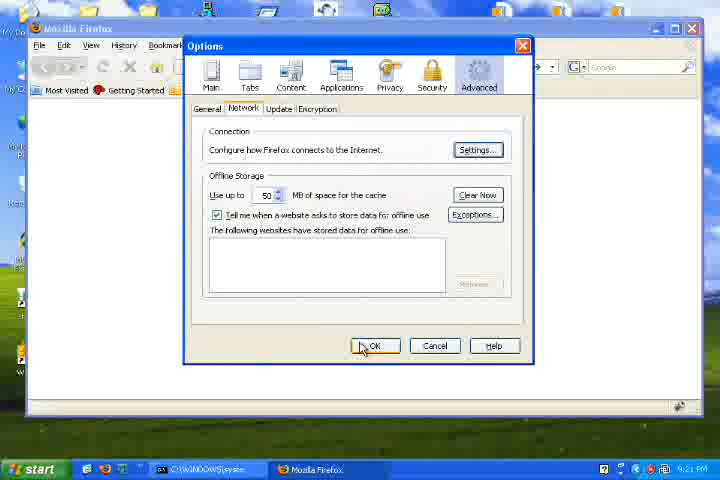 Mozilla Firefox
File Edit View History Bookmark
Google
Most Visited Getting Started
Options
Main Tabs Content Applications Privacy Security Advanced
General Network Update Encryption
Connection
Configure how Firefox connects to the Internet.
Settings...
Offline Storage
Use up to 50 MB of space for the cache
Clear Now
Tell me when a website asks to store data for offline use
Exceptions...
The following websites have stored data for offline use:
OK Cancel Help
start
C:\WINDOWS\syste
Mozilla Firefox
9:21 PM